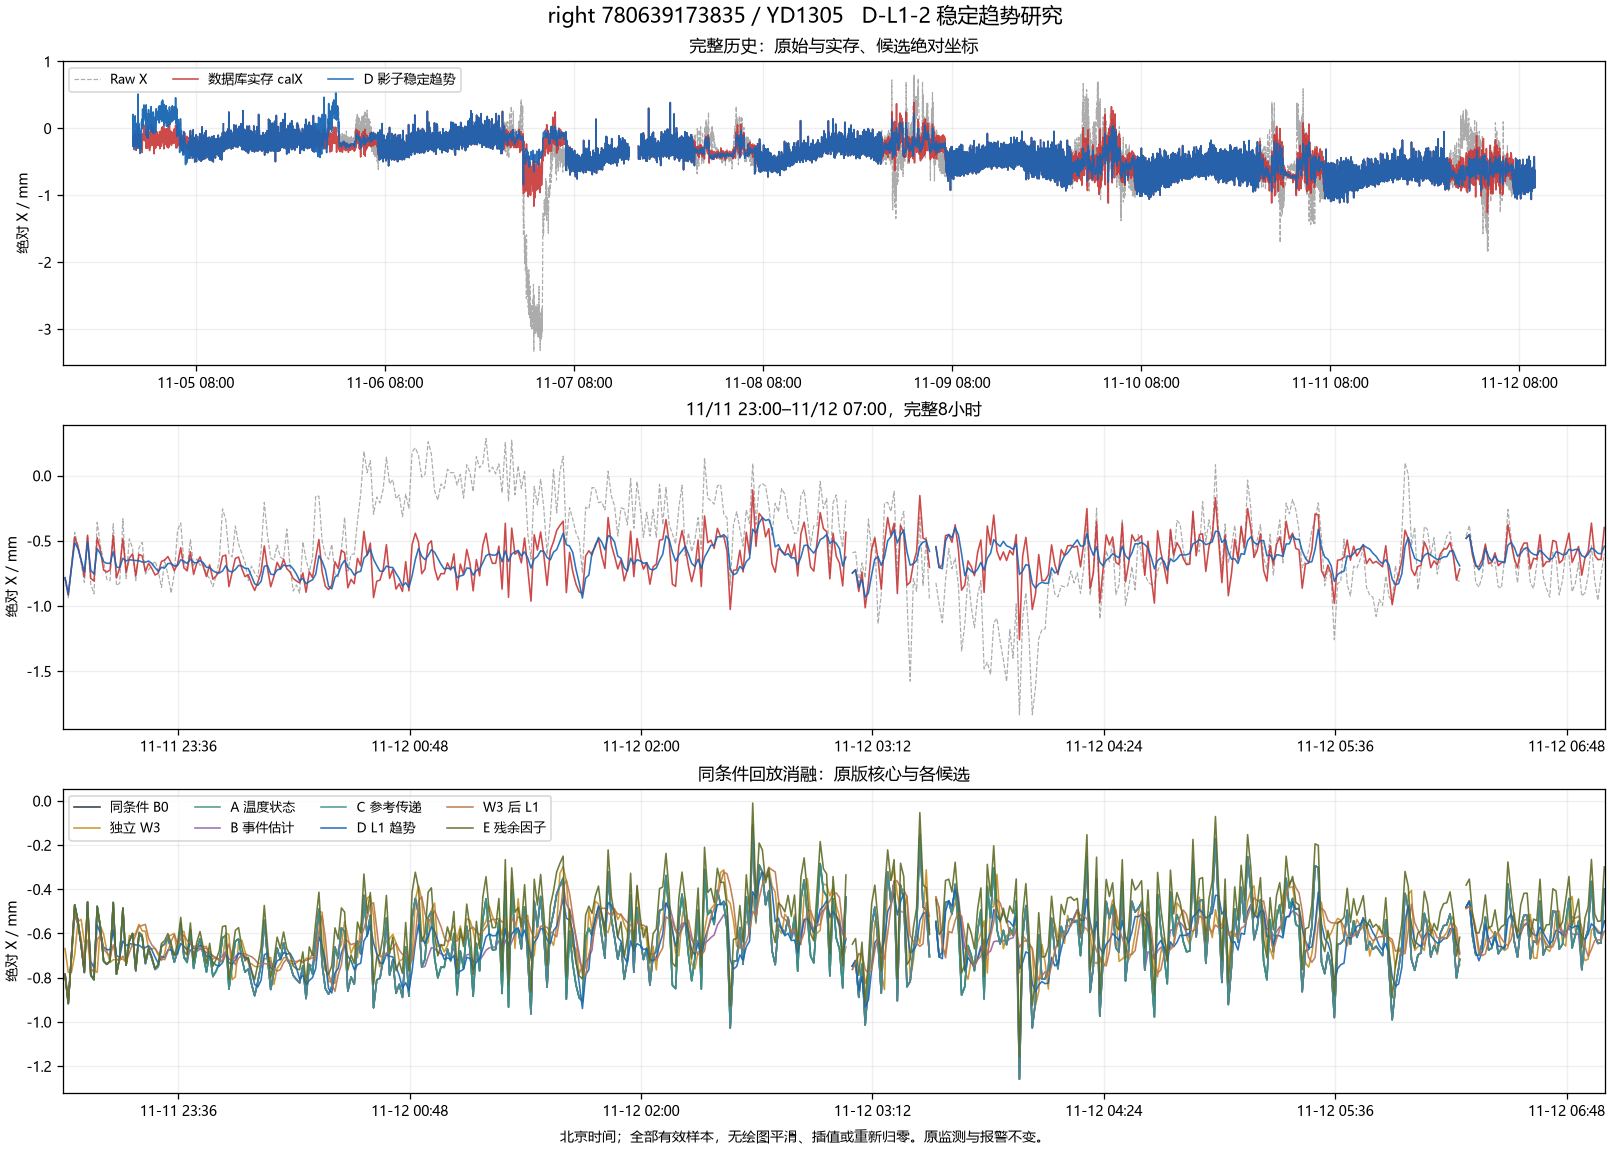 right 780639173835 / YD1305   D-L1-2 稳定趋势研究
完整历史：原始与实存、候选绝对坐标
Raw X
数据库实存 calX
D 影子稳定趋势
绝对 X / mm
1
0
-1
-2
-3
11-05 08:00
11-06 08:00
11-07 08:00
11-08 08:00
11-09 08:00
11-10 08:00
11-11 08:00
11-12 08:00
11/11 23:00–11/12 07:00，完整8小时
绝对 X / mm
0.0
-0.5
-1.0
-1.5
11-11 23:36
11-12 00:48
11-12 02:00
11-12 03:12
11-12 04:24
11-12 05:36
11-12 06:48
同条件回放消融：原版核心与各候选
同条件 B0
A 温度状态
C 参考传递
W3 后 L1
独立 W3
B 事件估计
D L1 趋势
E 残余因子
绝对 X / mm
0.0
-0.2
-0.4
-0.6
-0.8
-1.0
-1.2
11-11 23:36
11-12 00:48
11-12 02:00
11-12 03:12
11-12 04:24
11-12 05:36
11-12 06:48
北京时间；全部有效样本，无绘图平滑、插值或重新归零。原监测与报警不变。